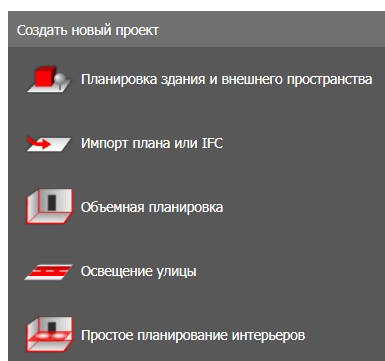 Создать новый проект
Планировка здания и внешнего пространства
Импорт плана или IFC
Объемная планировка
Освещение улицы
Простое планирование интерьеров